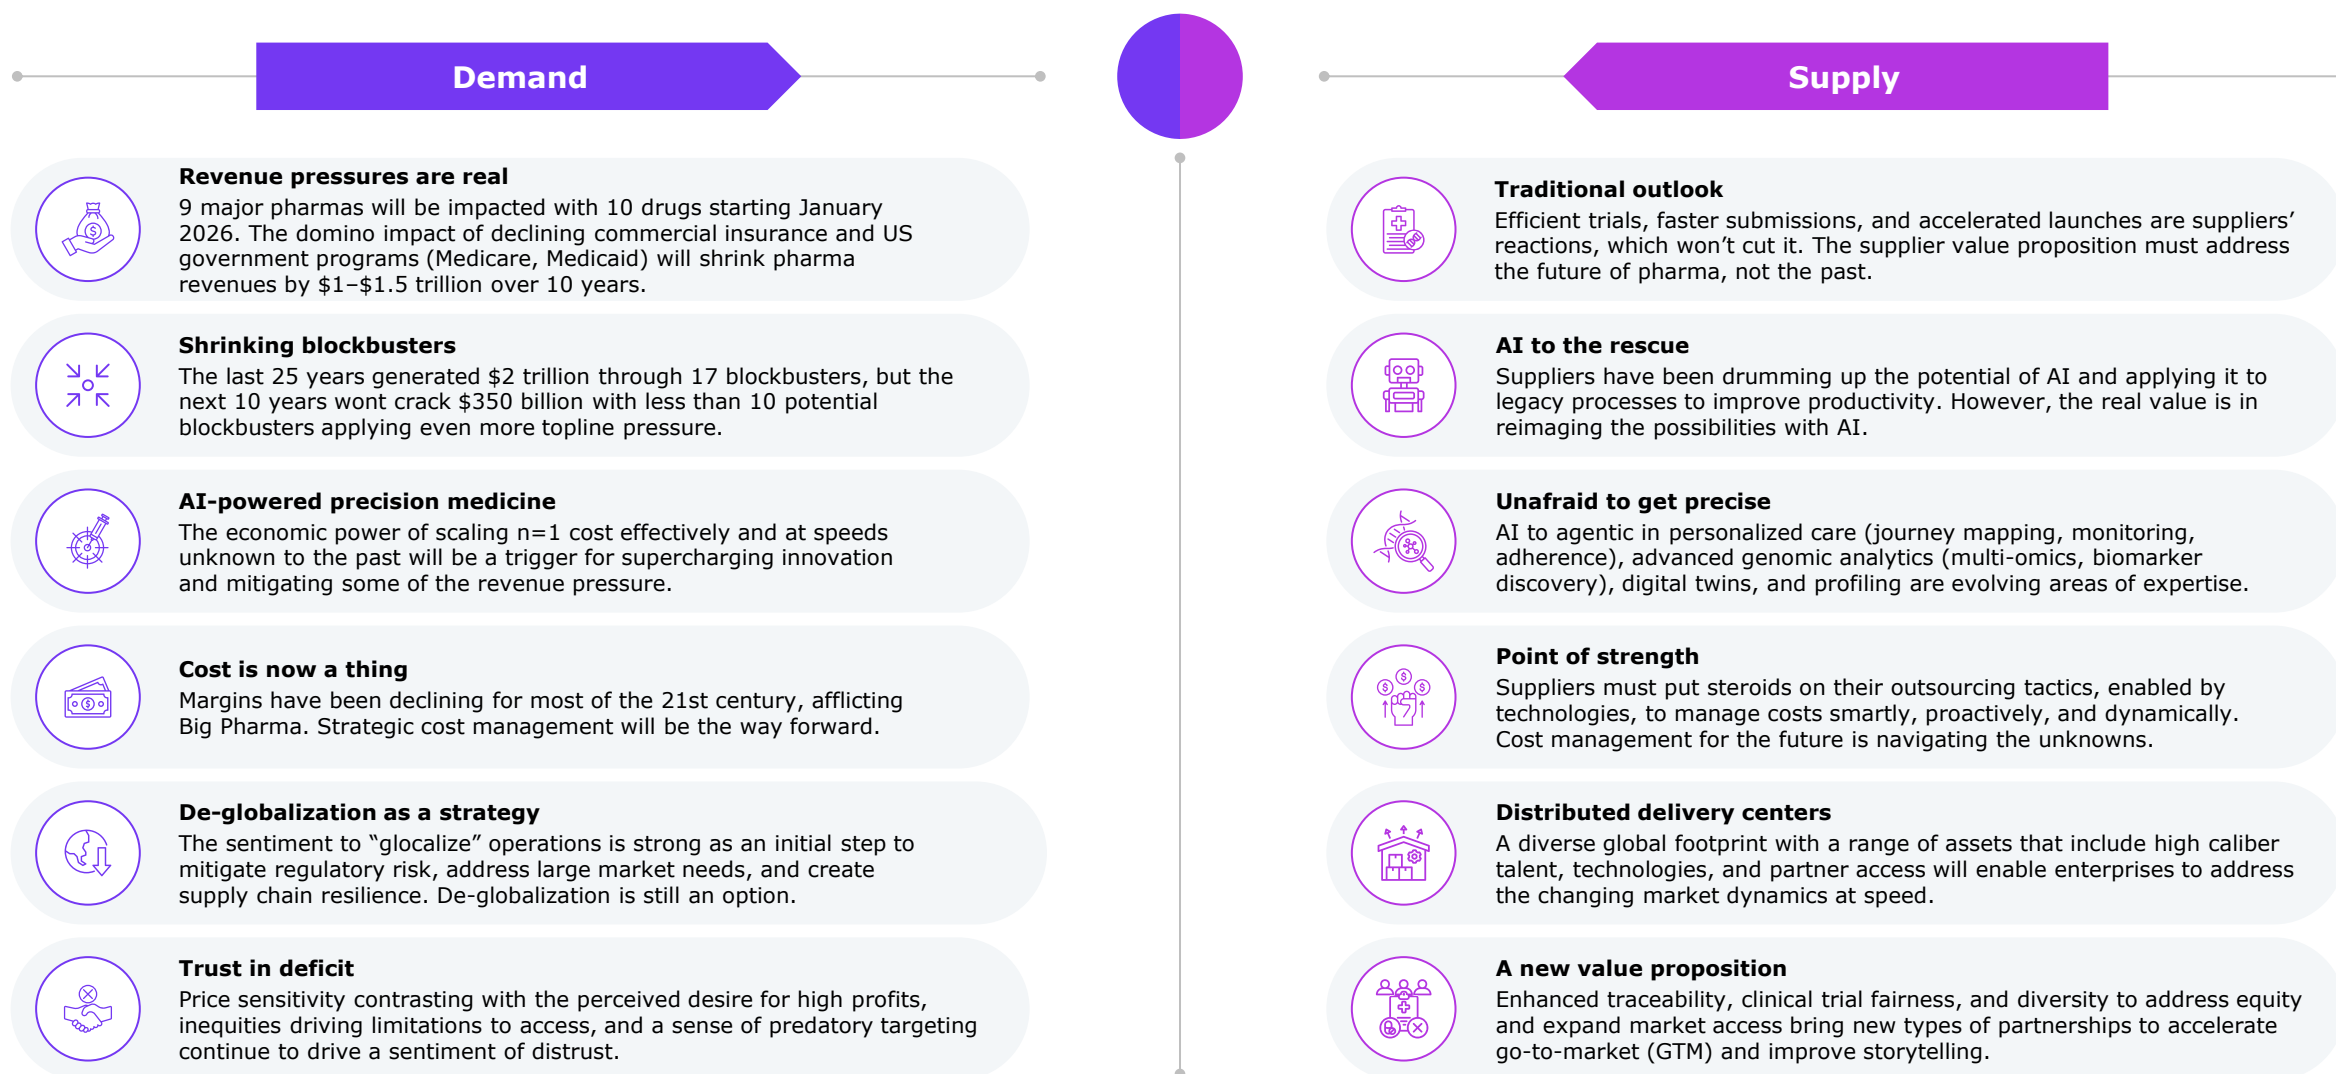 Demand
Revenue pressures are real
9 major pharmas will be impacted with 10 drugs starting January
2026. The domino impact of declining commercial insurance and US
government programs (Medicare, Medicaid) will shrink pharma
revenues by $1–$1.5 trillion over 10 years.
Shrinking blockbusters
The last 25 years generated $2 trillion through 17 blockbusters, but the
next 10 years wont crack $350 billion with less than 10 potential
blockbusters applying even more topline pressure.
AI-powered precision medicine
The economic power of scaling n=1 cost effectively and at speeds
unknown to the past will be a trigger for supercharging innovation
and mitigating some of the revenue pressure.
Cost is now a thing
Margins have been declining for most of the 21st century, afflicting
Big Pharma. Strategic cost management will be the way forward.
De-globalization as a strategy
The sentiment to “glocalize” operations is strong as an initial step to
mitigate regulatory risk, address large market needs, and create
supply chain resilience. De-globalization is still an option.
Trust in deficit
Price sensitivity contrasting with the perceived desire for high profits,
inequities driving limitations to access, and a sense of predatory targeting
continue to drive a sentiment of distrust.
Supply
Traditional outlook
Efficient trials, faster submissions, and accelerated launches are suppliers’
reactions, which won’t cut it. The supplier value proposition must address
the future of pharma, not the past.
AI to the rescue
Suppliers have been drumming up the potential of AI and applying it to
legacy processes to improve productivity. However, the real value is in
reimaging the possibilities with AI.
Unafraid to get precise
AI to agentic in personalized care (journey mapping, monitoring,
adherence), advanced genomic analytics (multi-omics, biomarker
discovery), digital twins, and profiling are evolving areas of expertise.
Point of strength
Suppliers must put steroids on their outsourcing tactics, enabled by
technologies, to manage costs smartly, proactively, and dynamically.
Cost management for the future is navigating the unknowns.
Distributed delivery centers
A diverse global footprint with a range of assets that include high caliber
talent, technologies, and partner access will enable enterprises to address
the changing market dynamics at speed.
A new value proposition
Enhanced traceability, clinical trial fairness, and diversity to address equity
and expand market access bring new types of partnerships to accelerate
go-to-market (GTM) and improve storytelling.